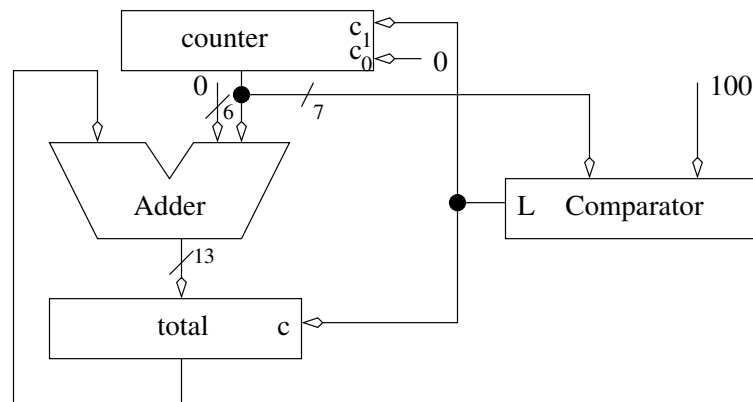 counter
c1
c0
0
0
6
7
100
Adder
L
Comparator
13
total
c